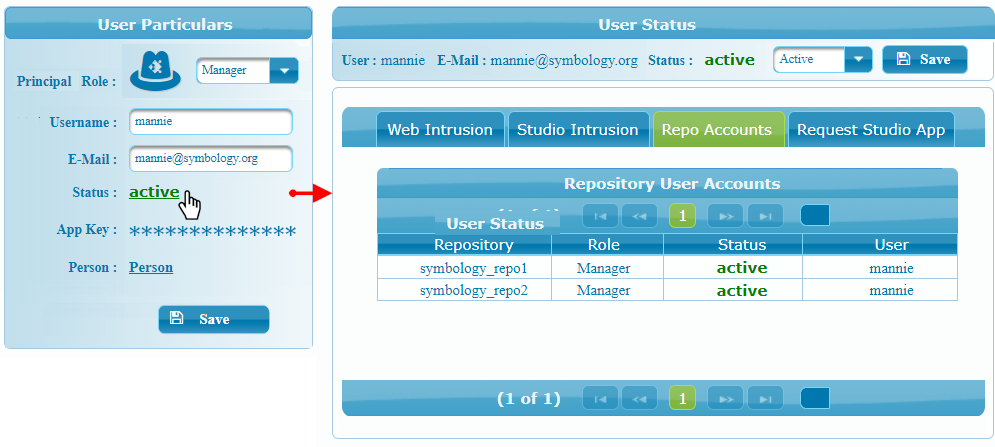 User Particulars
Principal Role :
Manager
Username :
mannie
E-Mail :
mannie@symbology.org
Status :
active
App Key :
**************
Person :
Person
Save
User Status
User : mannie E-Mail : mannie@symbology.org Status : active
Active
Save
Web Intrusion
Studio Intrusion
Repo Accounts
Request Studio App
Repository User Accounts
1
User Status
Repository Role Status User
symbology_repo1 Manager active mannie
symbology_repo2 Manager active mannie
(1 of 1)
1